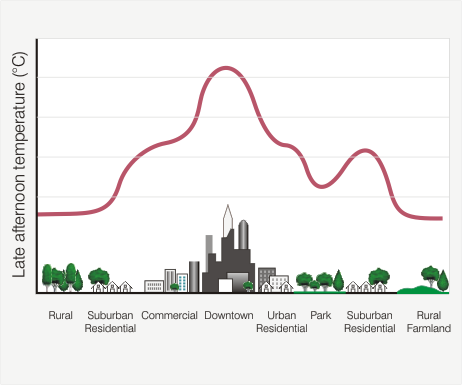 Late afternoon temperature (°C)
Rural
Suburban
Residential
Commercial
Downtown
Urban
Residential
Park
Suburban
Residential
Rural
Farmland